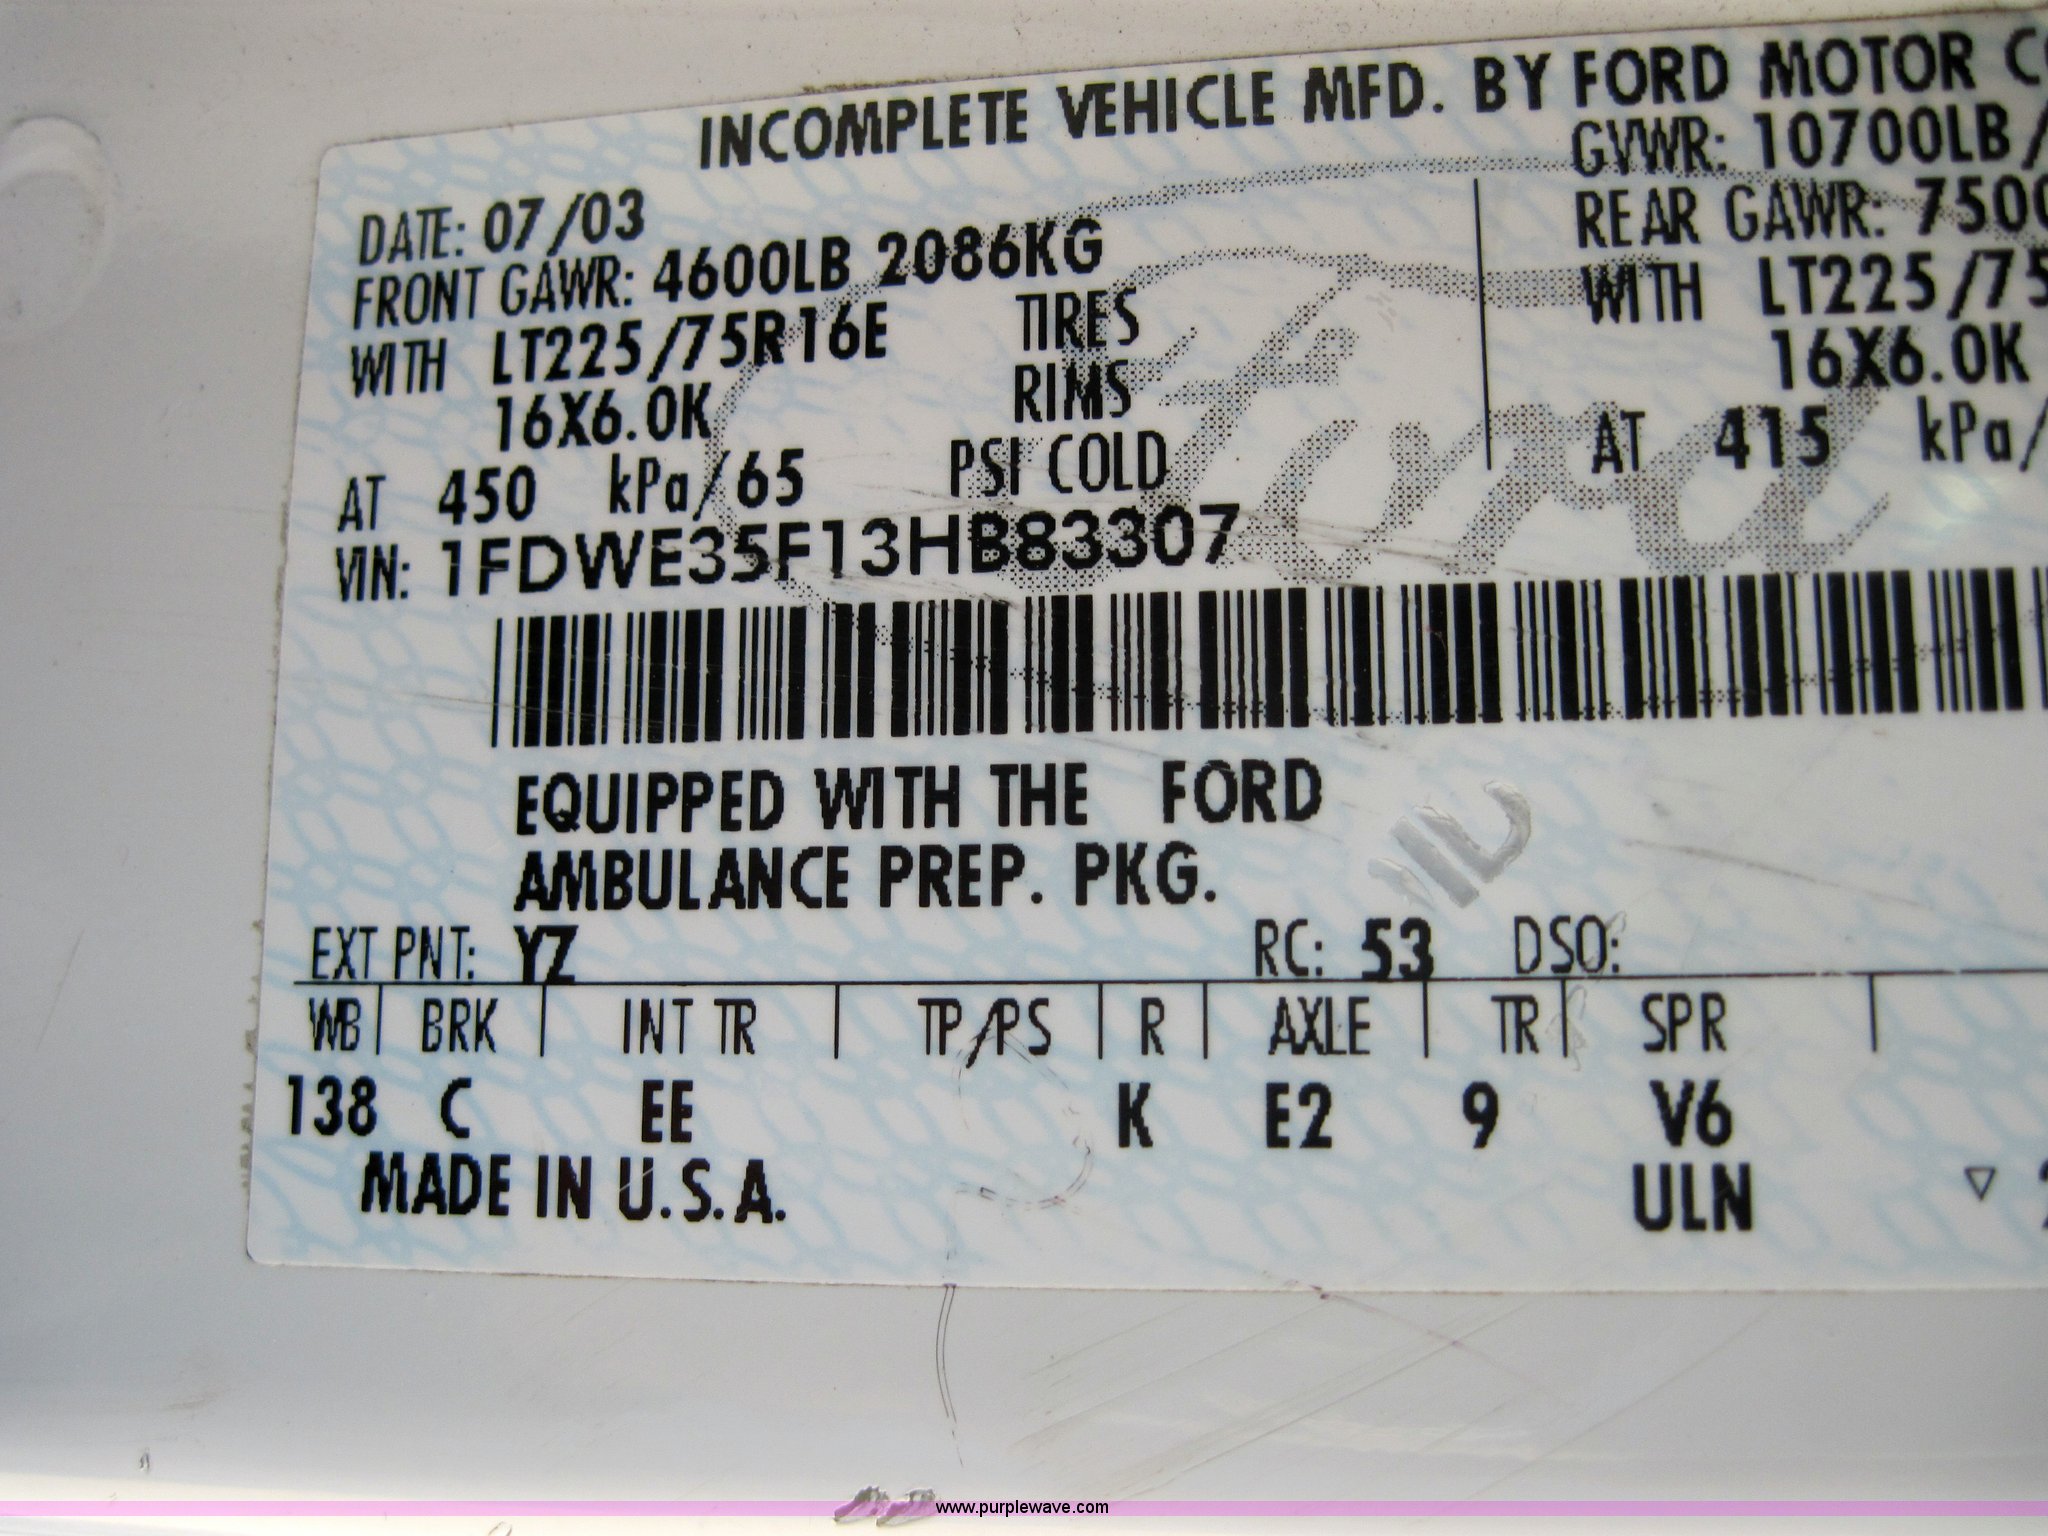 INCOMPLETE VEHICLE MFD. BY FORD MOTOR
DATE: 07/03
GVWR: 10700LB/
FRONT GAWR: 4600LB 2086KG
REAR GAWR: 7500
WITH LT225/75R16E TIRES
WITH LT225/75
16X6.0K RIMS
16X6.0K
AT 450 kPa/65 PSI COLD
AT 415 kPa/
VIN: 1FDWE35F13HB83307
Ford
EQUIPPED WITH THE FORD
AMBULANCE PREP. PKG.
EXT PNT: YZ RC: 53 DSO:
WB BRK INT TR TP/PS R AXLE TR SPR
138 C EE K E2 9 V6
MADE IN U.S.A. ULN
www.purplewave.com